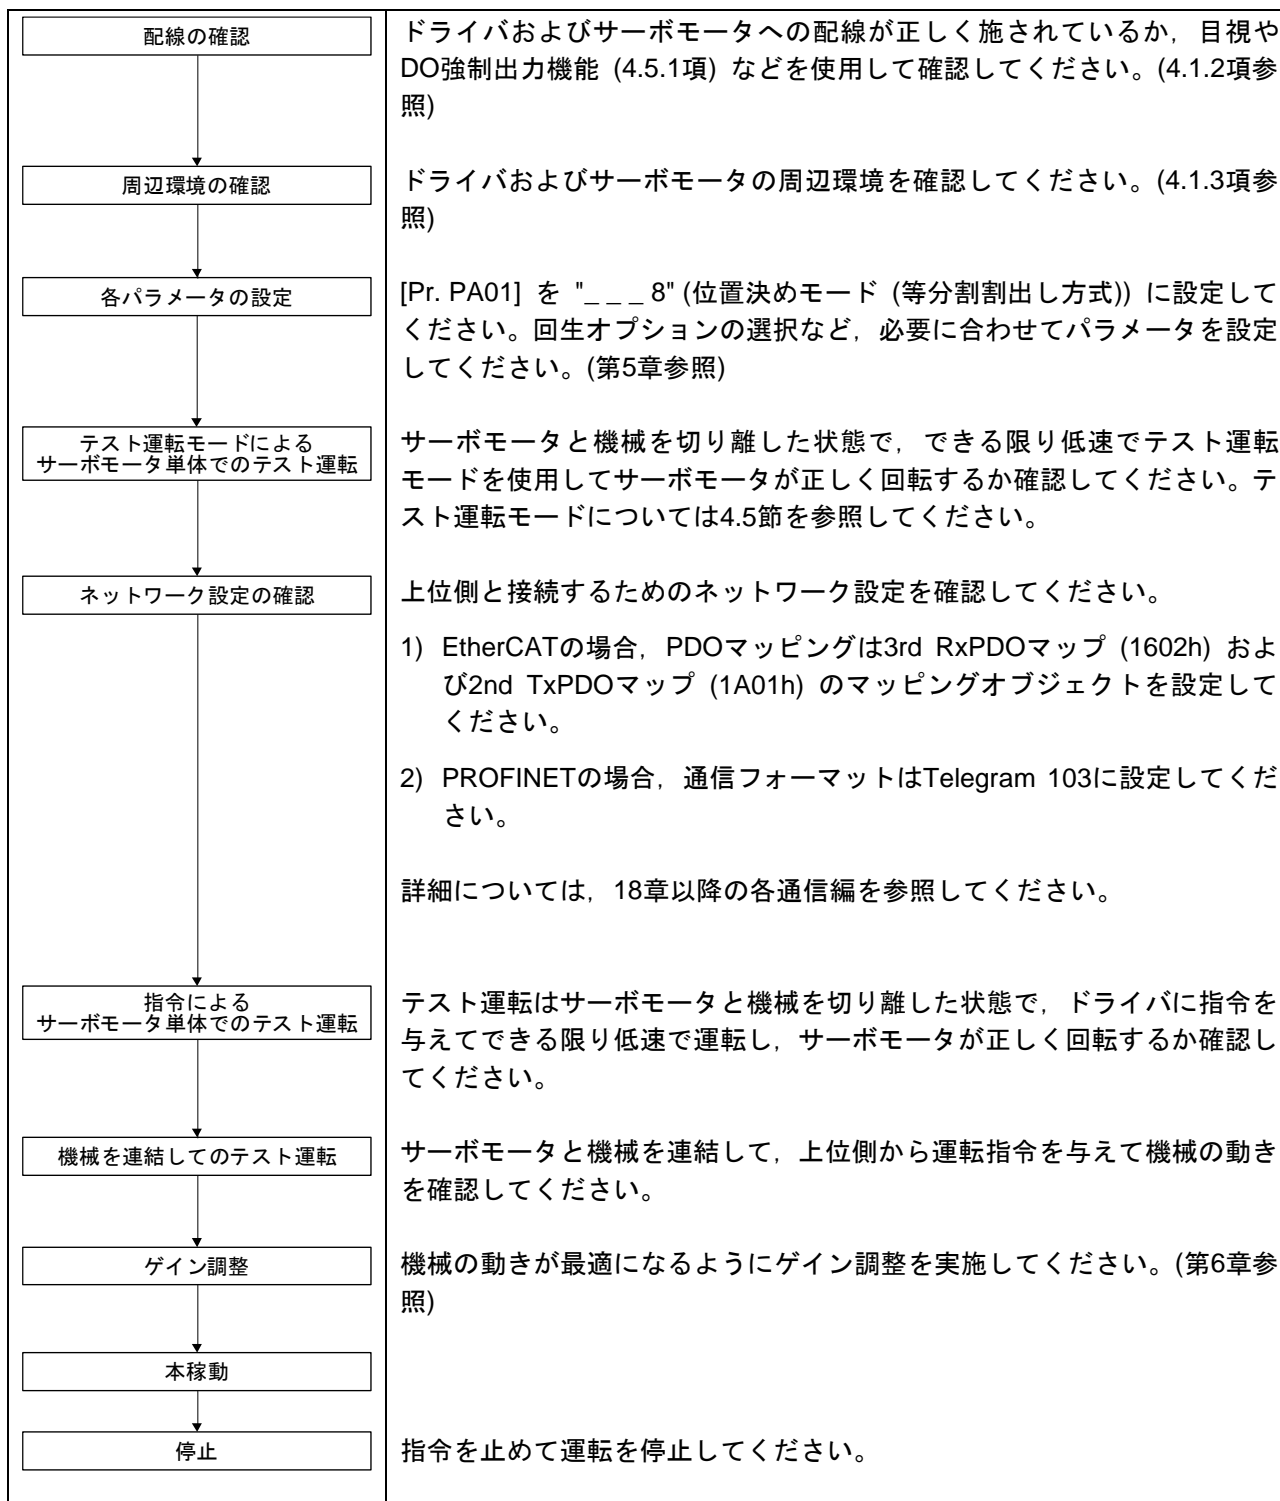 配線の確認
ドライバおよびサーボモータへの配線が正しく施されているか，目視や
DO強制出力機能 (4.5.1項) などを使用して確認してください。(4.1.2項参
照)
周辺環境の確認
ドライバおよびサーボモータの周辺環境を確認してください。(4.1.3項参
照)
各パラメータの設定
[Pr. PA01] を "_ _ _ 8" (位置決めモード (等分割割出し方式)) に設定して
ください。回生オプションの選択など，必要に合わせてパラメータを設定
してください。(第5章参照)
テスト運転モードによる
サーボモータ単体でのテスト運転
サーボモータと機械を切り離した状態で，できる限り低速でテスト運転
モードを使用してサーボモータが正しく回転するか確認してください。テ
スト運転モードについては4.5節を参照してください。
ネットワーク設定の確認
上位側と接続するためのネットワーク設定を確認してください。
1) EtherCATの場合，PDOマッピングは3rd RxPDOマップ (1602h) およ
び2nd TxPDOマップ (1A01h) のマッピングオブジェクトを設定して
ください。
2) PROFINETの場合，通信フォーマットはTelegram 103に設定してくだ
さい。
詳細については，18章以降の各通信編を参照してください。
指令による
サーボモータ単体でのテスト運転
テスト運転はサーボモータと機械を切り離した状態で，ドライバに指令を
与えてできる限り低速で運転し，サーボモータが正しく回転するか確認し
てください。
機械を連結してのテスト運転
サーボモータと機械を連結して，上位側から運転指令を与えて機械の動き
を確認してください。
ゲイン調整
機械の動きが最適になるようにゲイン調整を実施してください。(第6章参
照)
本稼動
停止
指令を止めて運転を停止してください。